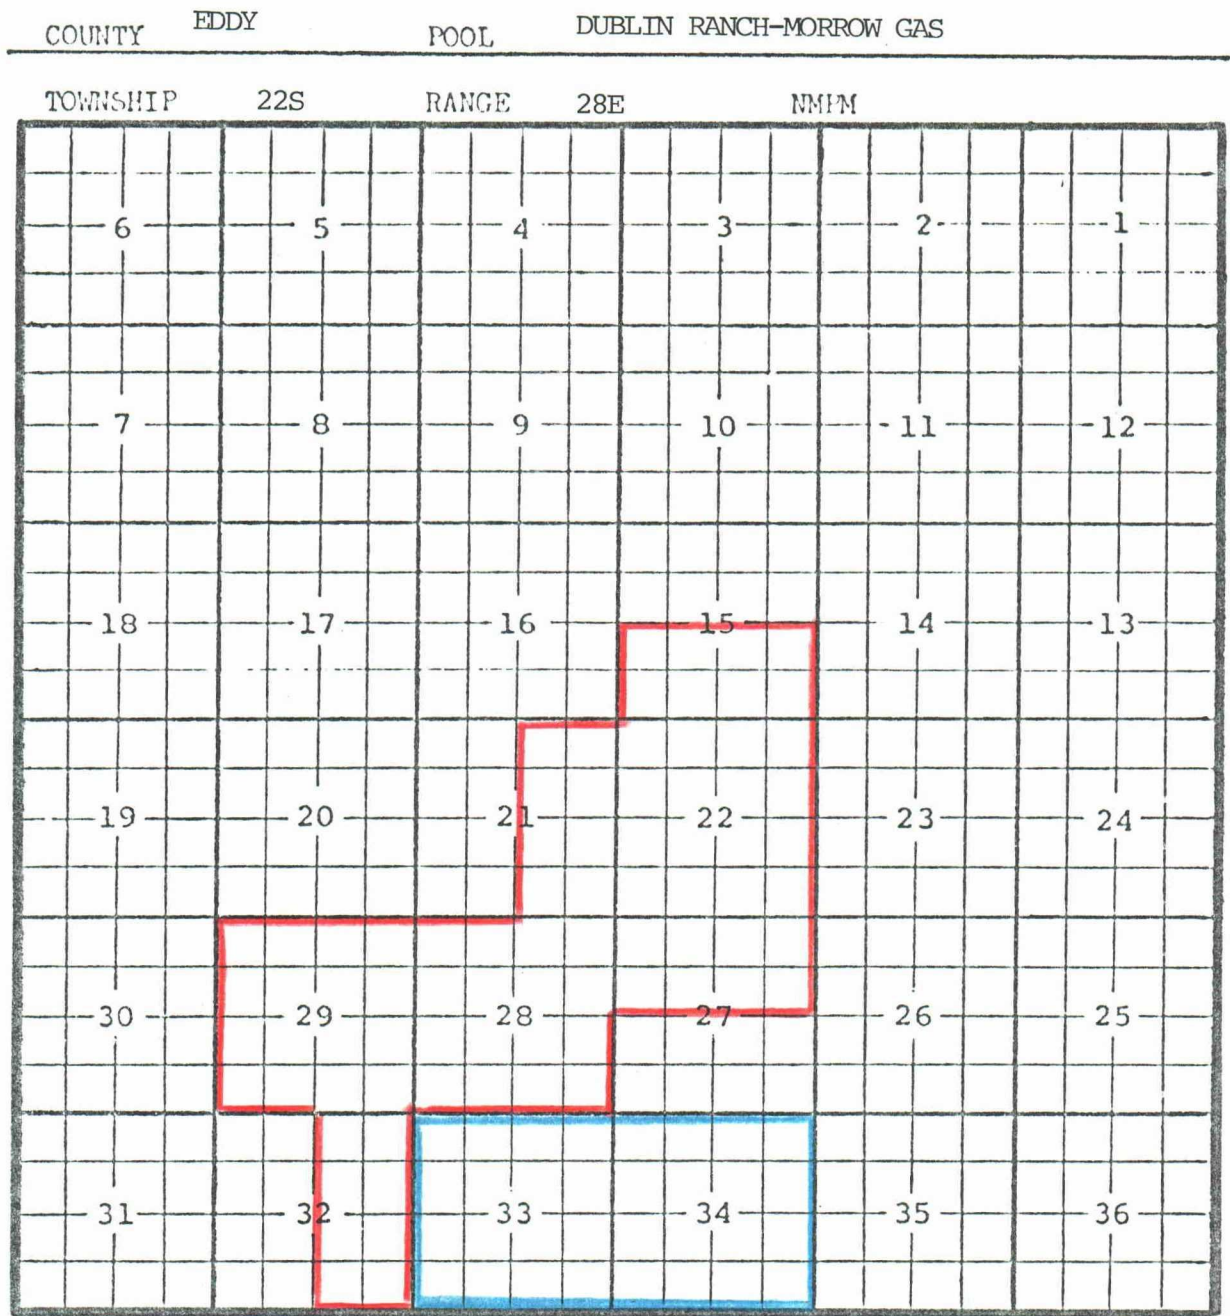 COUNTY EDDY POOL DUBLIN RANCH-MORROW GAS
TOWNSHIP 22S RANGE 28E NMPM
6 5 4 3 2 1
7 8 9 10 11 12
18 17 16 15 14 13
19 20 21 22 23 24
30 29 28 27 26 25
31 32 33 34 35 36